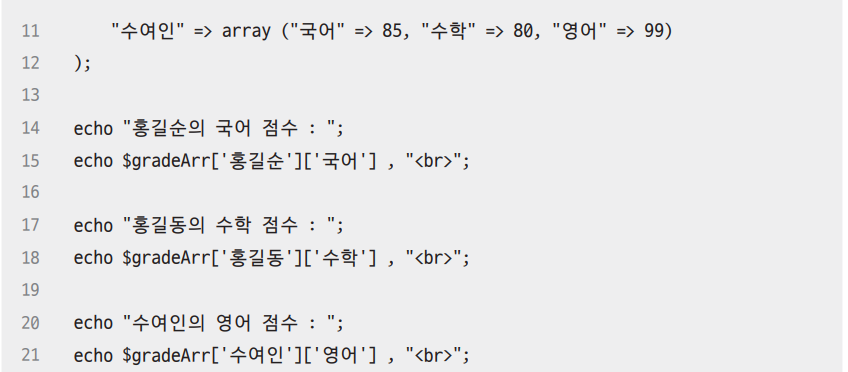 11 "수여인" => array ("국어" => 85, "수학" => 80, "영어" => 99)
12 );
13
14 echo "홍길순의 국어 점수 : ";
15 echo $gradeArr['홍길순']['국어'] , "<br>";
16
17 echo "홍길동의 수학 점수 : ";
18 echo $gradeArr['홍길동']['수학'] , "<br>";
19
20 echo "수여인의 영어 점수 : ";
21 echo $gradeArr['수여인']['영어'] , "<br>";